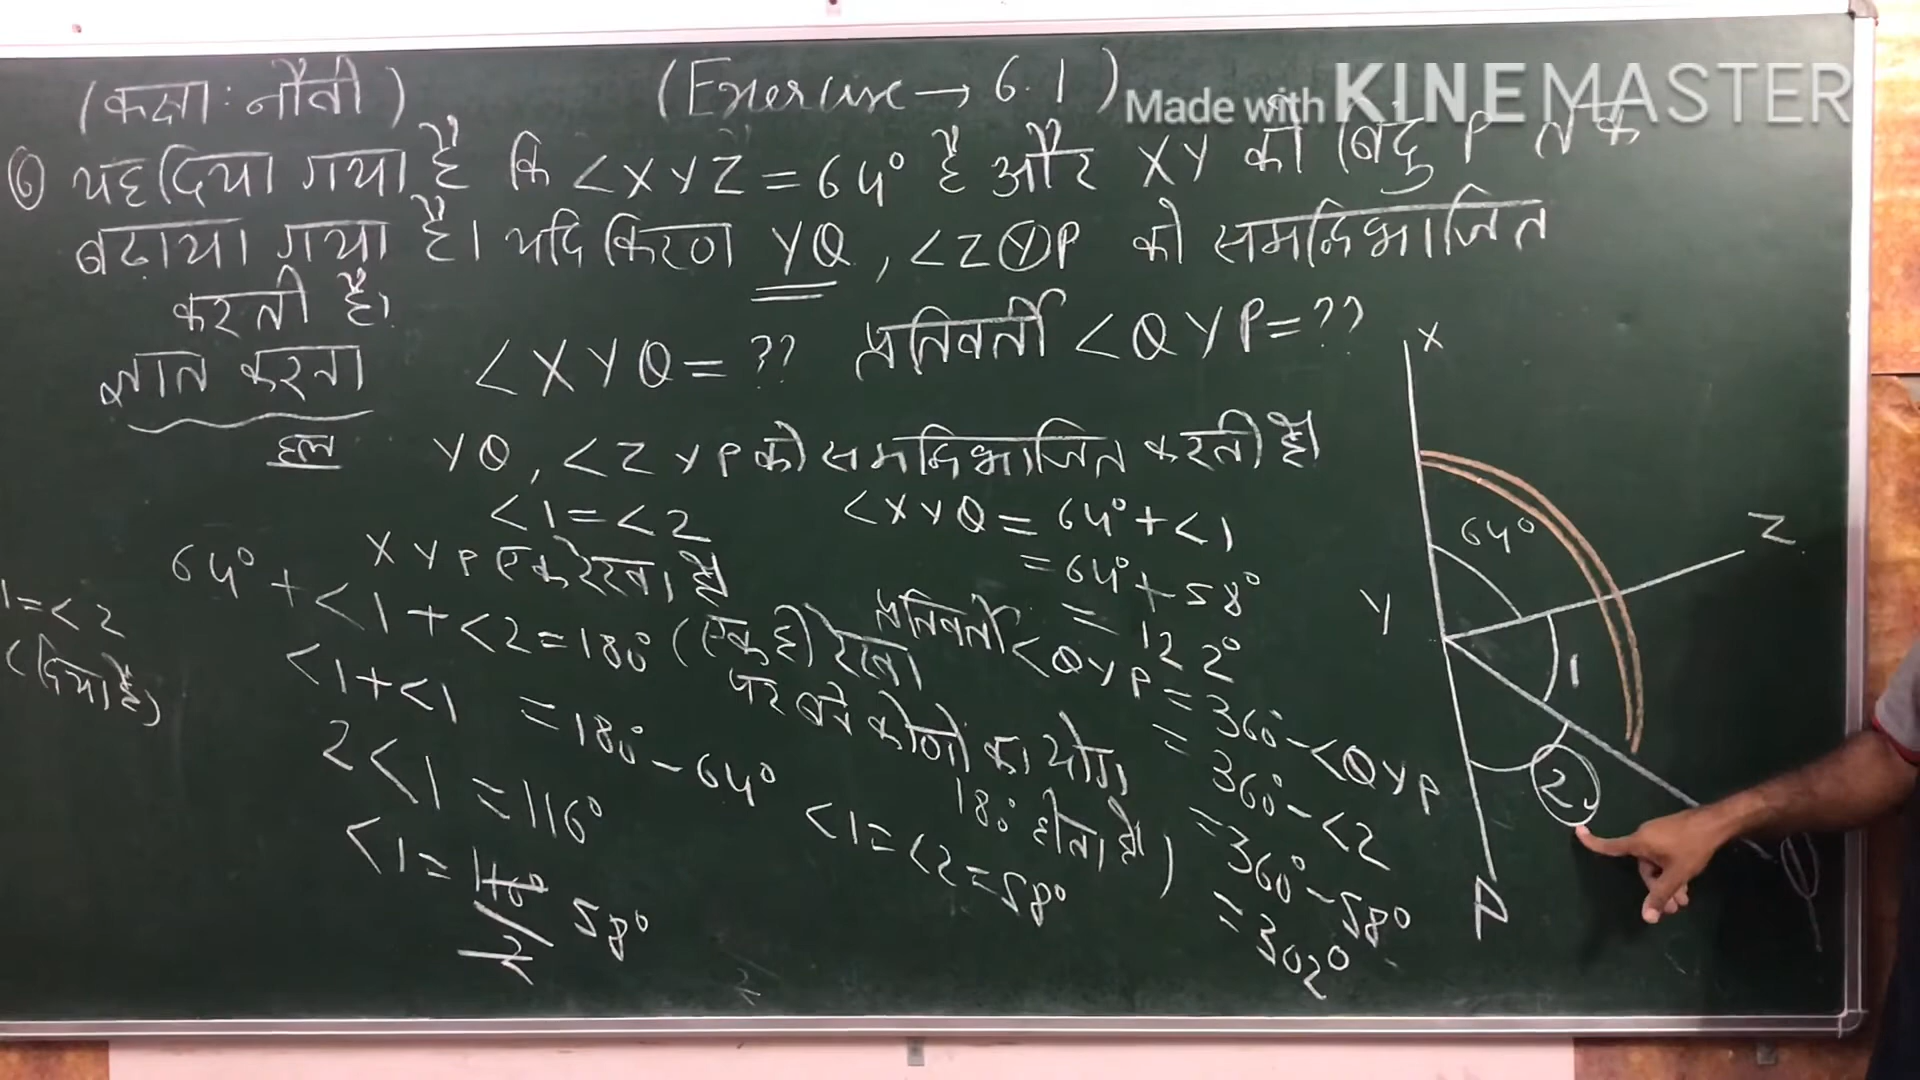 (कक्षा: नौवी)
(Exercise → 6.1)
Made with KINEMASTER
⑥ यह दिया गया है कि <XYZ = 64° है और XY को बिंदु P तक
बढ़ाया गया है। यदि किरण YQ, <ZYP को समद्विभाजित
करती है।
ज्ञात करना
<XYQ = ?? प्रतिवर्ती <QYP = ??
हल YQ, <ZYP को समद्विभाजित करती है।
<1 = <2
XYP एक रेखा है
64° + <1 + <2 = 180° (एक ही रेखा
पर बने कोणो का योग
180° होता है)
1 = <2
(दिया है)
<1 + <1 = 180° - 64°
2<1 = 116°
<1 = 116°
2
58°
<1 = <2 = 58°
<XYQ = 64° + <1
= 64° + 58°
= 122°
प्रतिवर्ती <QYP = 360° - <QYP
= 360° - <2
= 360° - 58°
= 302°
X
64°
Z
Y
1
2
Q
P